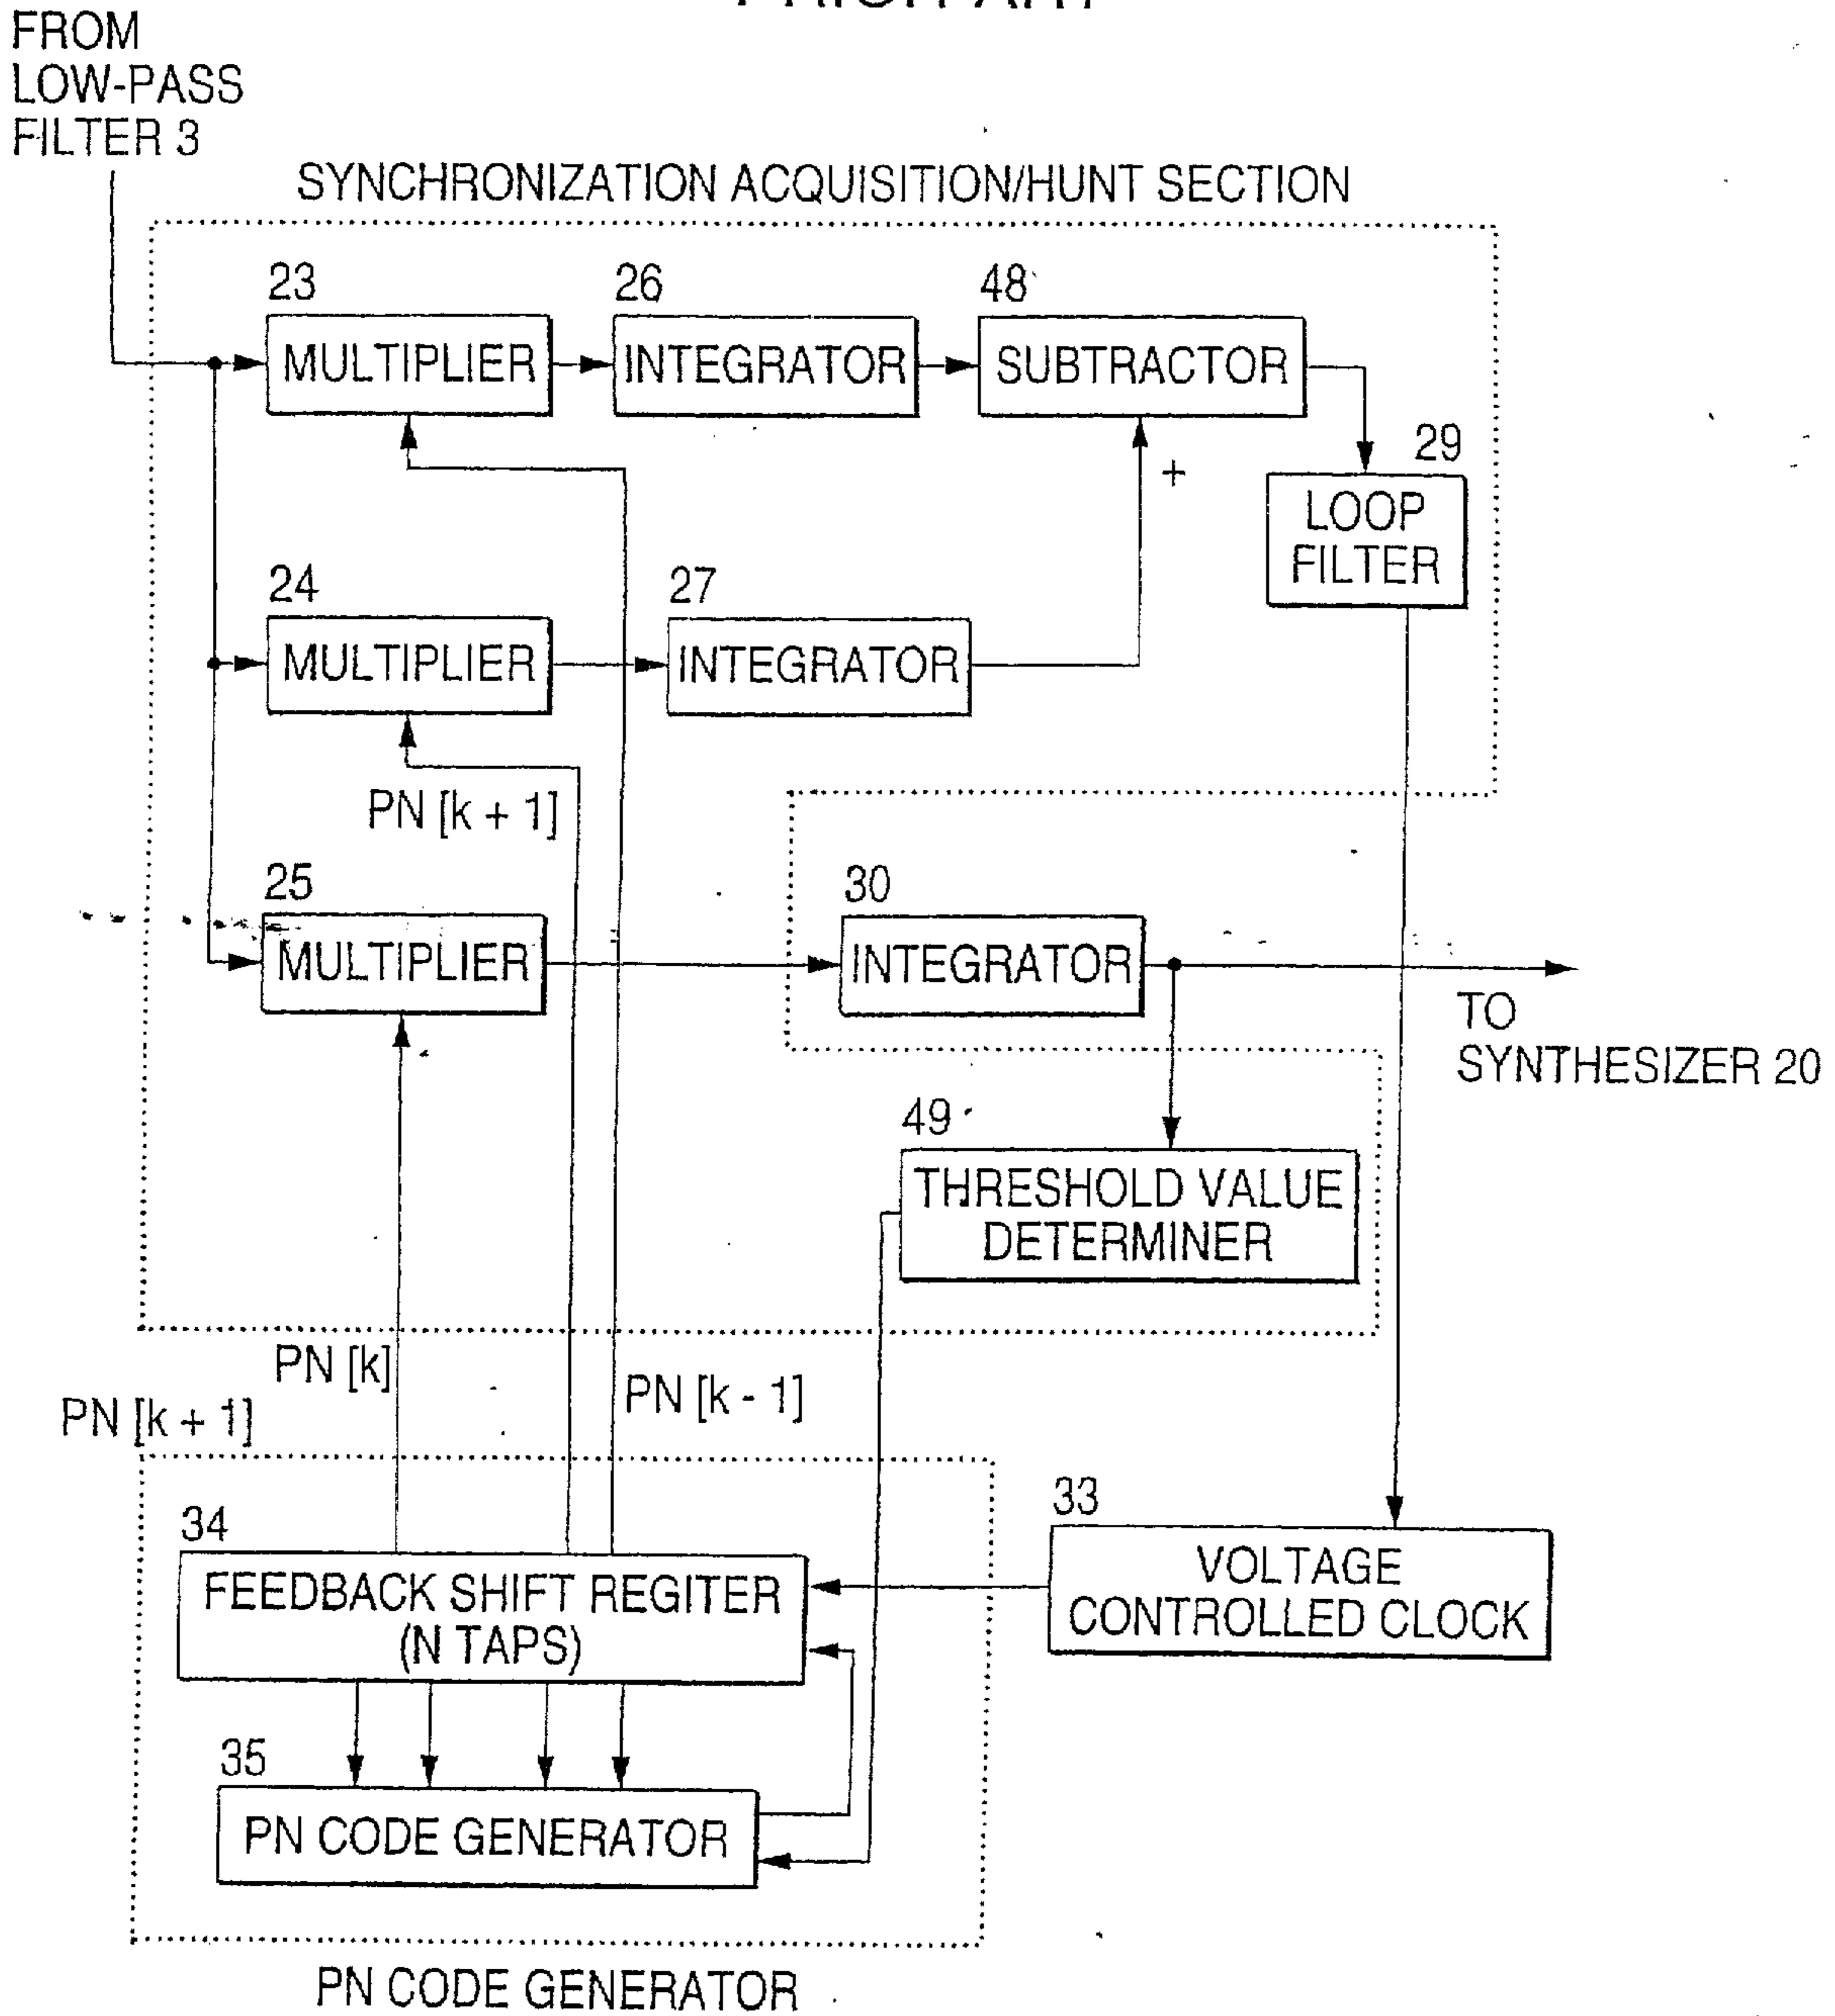 PRIOR ART
FROM
LOW-PASS
FILTER 3
SYNCHRONIZATION ACQUISITION/HUNT SECTION
23
26
48
MULTIPLIER
INTEGRATOR
SUBTRACTOR
29
+
LOOP
FILTER
24
27
MULTIPLIER
INTEGRATOR
PN [k + 1]
25
30
MULTIPLIER
INTEGRATOR
TO
SYNTHESIZER 20
49
THRESHOLD VALUE
DETERMINER
PN [k]
PN [k - 1]
PN [k + 1]
34
33
FEEDBACK SHIFT REGITER
(N TAPS)
VOLTAGE
CONTROLLED CLOCK
35
PN CODE GENERATOR
PN CODE GENERATOR